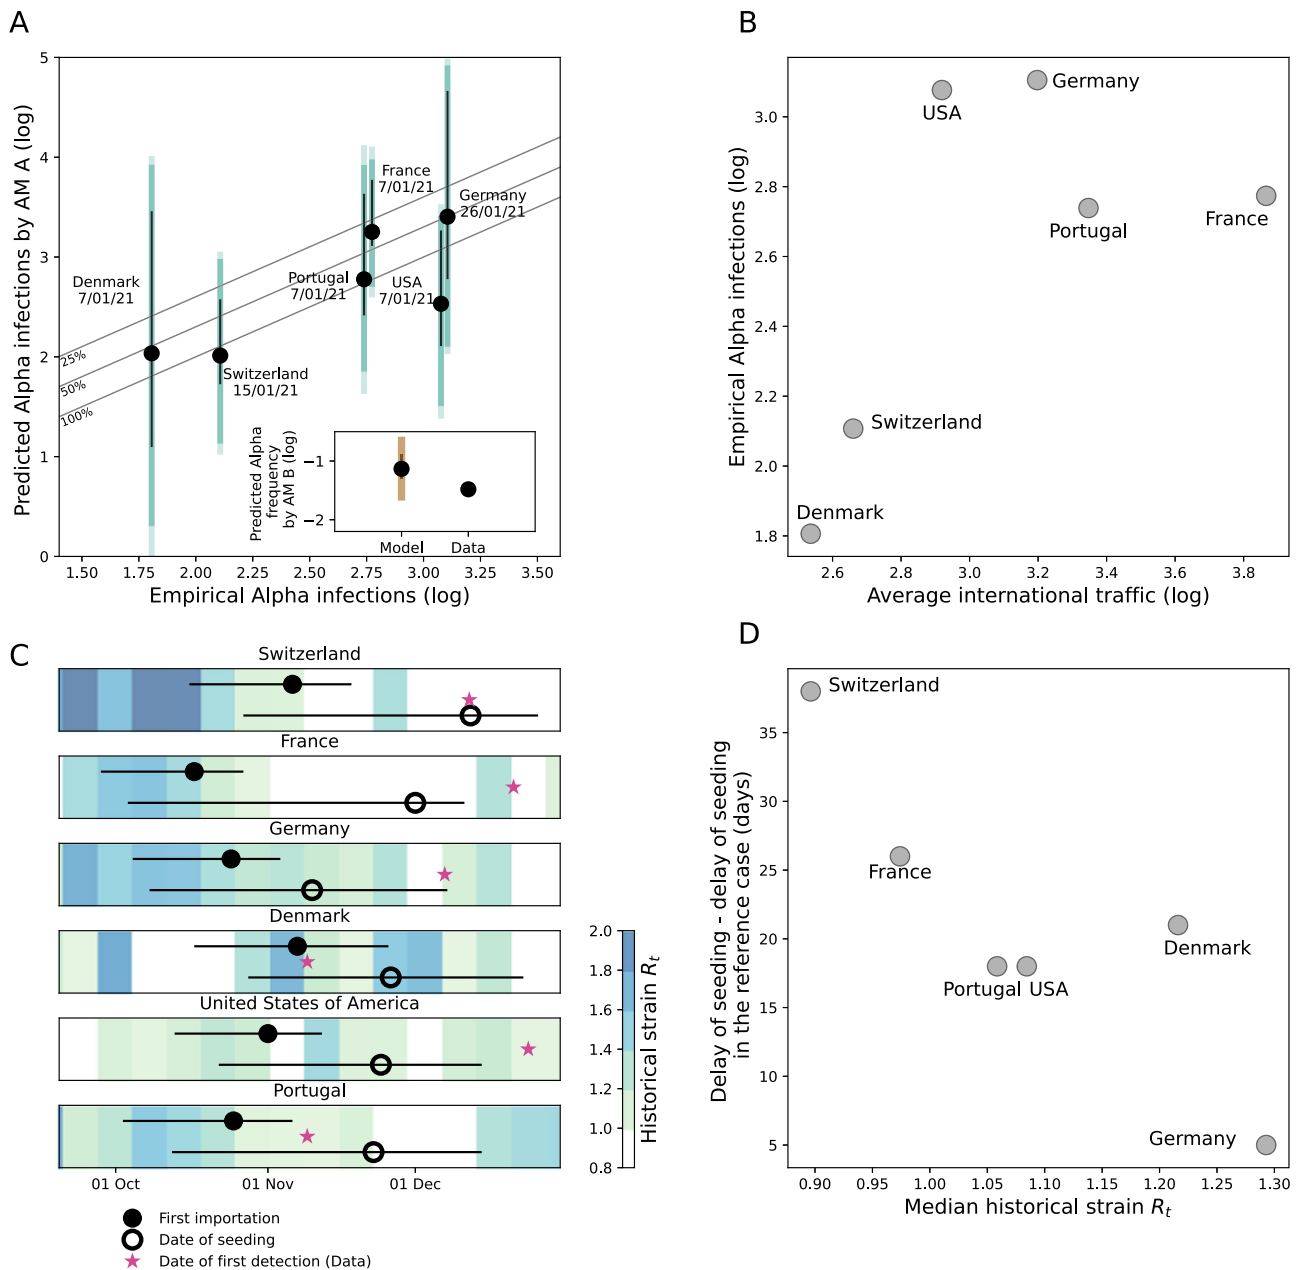 A
Predicted Alpha infections by AM A (log)
5
4
3
2
1
0
25%
50%
100%
Denmark
7/01/21
Switzerland
15/01/21
Portugal
7/01/21
France
7/01/21
USA
7/01/21
Germany
26/01/21
Predicted Alpha
frequency
by AM B (log)
−1
−2
Model
Data
1.50
1.75
2.00
2.25
2.50
2.75
3.00
3.25
3.50
Empirical Alpha infections (log)
B
Empirical Alpha infections (log)
3.0
2.8
2.6
2.4
2.2
2.0
1.8
Germany
USA
Portugal
France
Switzerland
Denmark
2.6
2.8
3.0
3.2
3.4
3.6
3.8
Average international traffic (log)
C
Switzerland
France
Germany
Denmark
United States of America
Portugal
01 Oct
01 Nov
01 Dec
2.0
1.8
1.6
1.4
1.2
1.0
0.8
Historical strain Rt
First importation
Date of seeding
Date of first detection (Data)
D
Delay of seeding - delay of seeding
in the reference case (days)
35
30
25
20
15
10
5
Switzerland
France
Denmark
Portugal
USA
Germany
0.90
0.95
1.00
1.05
1.10
1.15
1.20
1.25
1.30
Median historical strain Rt